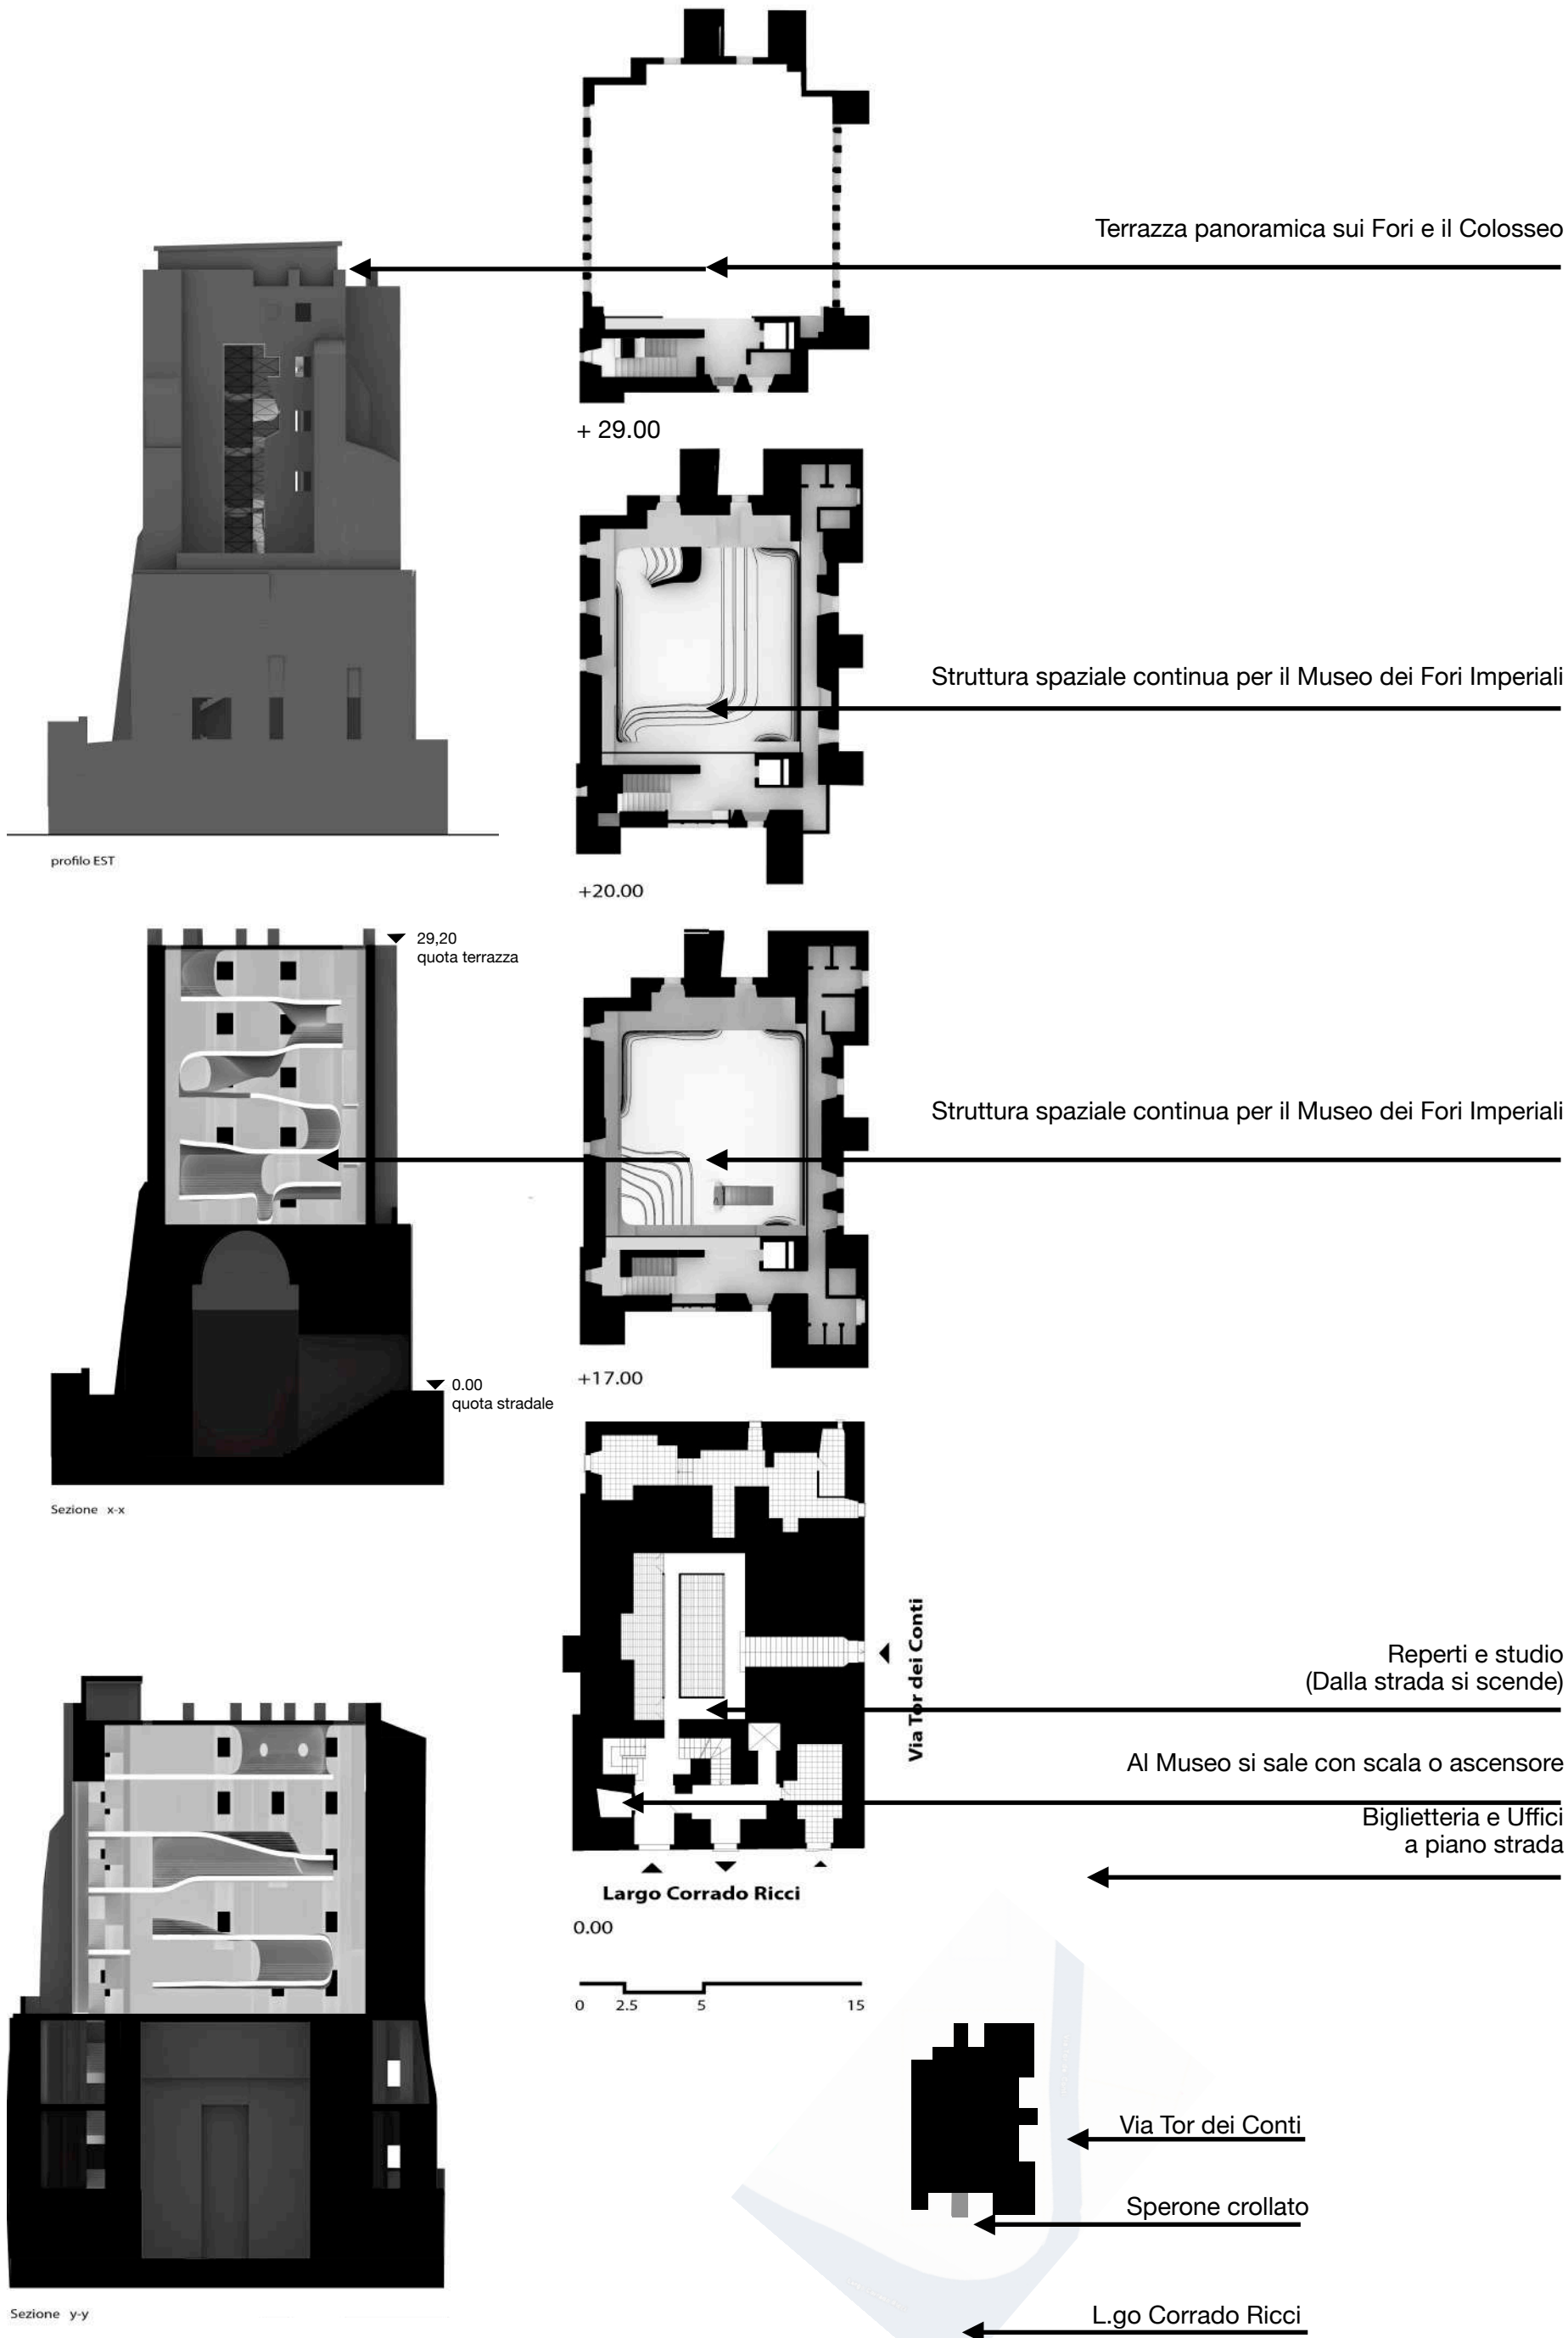 Terrazza panoramica sui Fori e il Colosseo
+ 29.00
Struttura spaziale continua per il Museo dei Fori Imperiali
profilo EST
+20.00
29,20
quota terrazza
Struttura spaziale continua per il Museo dei Fori Imperiali
0.00
quota stradale
+17.00
Sezione x-x
Via Tor dei Conti
Reperti e studio
(Dalla strada si scende)
Al Museo si sale con scala o ascensore
Biglietteria e Uffici
a piano strada
Largo Corrado Ricci
0.00
0 2.5 5 15
Via Tor dei Conti
Sperone crollato
Sezione y-y
L.go Corrado Ricci